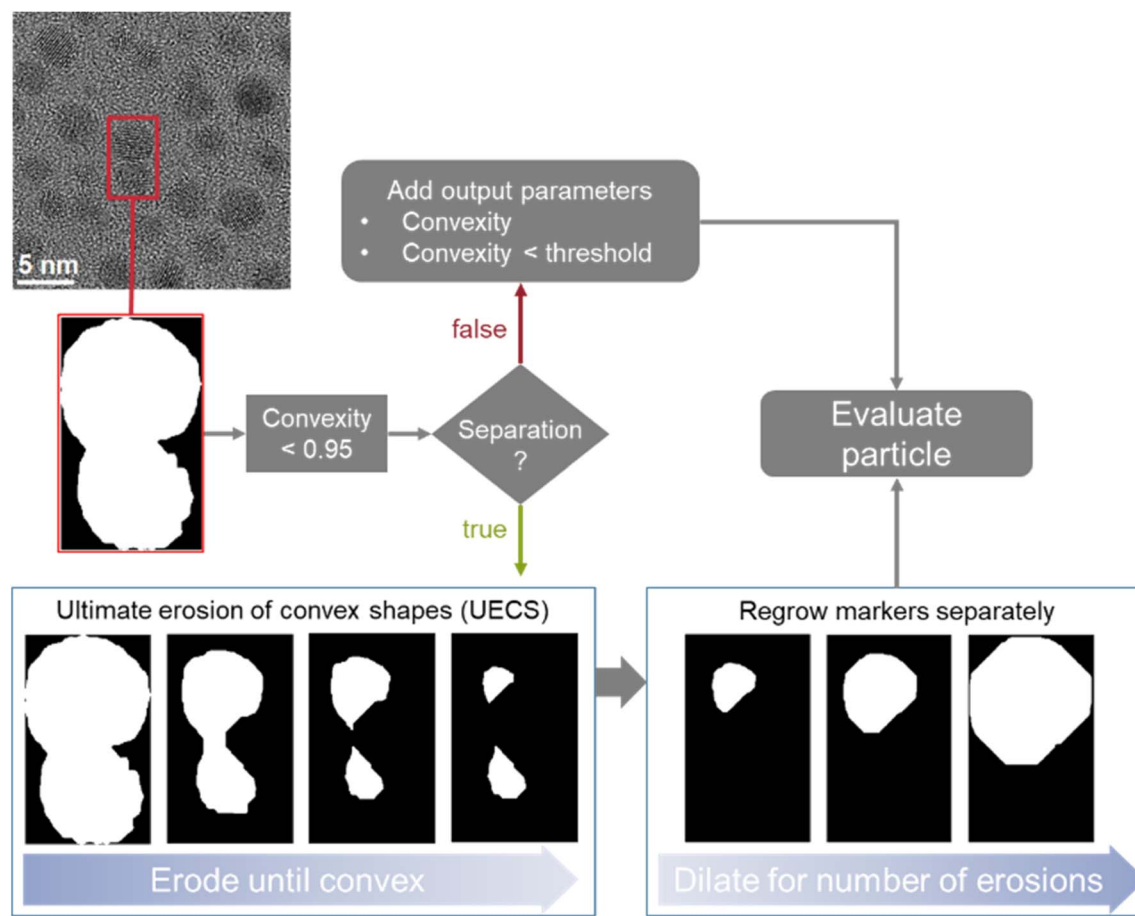 5 nm
Add output parameters
• Convexity
• Convexity < threshold
false
Convexity
< 0.95
Separation
?
Evaluate
particle
true
Ultimate erosion of convex shapes (UECS)
Erode until convex
Regrow markers separately
Dilate for number of erosions